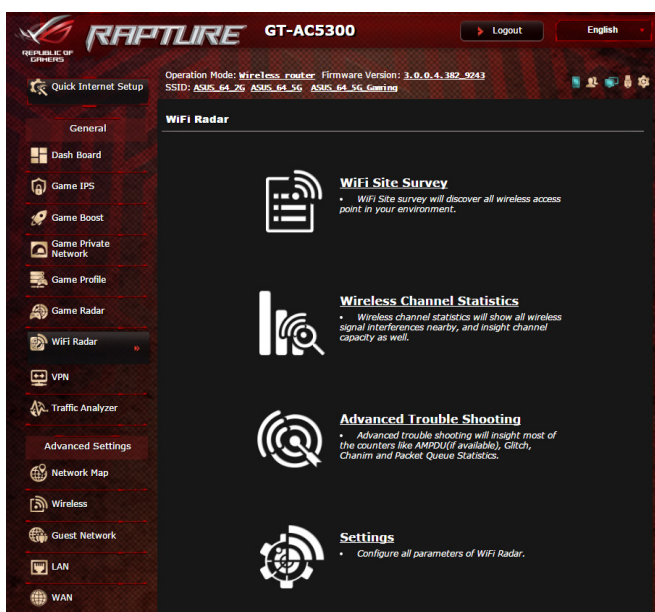 REPUBLIC OF
GAMERS
RAPTURE
GT-AC5300
Logout
English
Quick Internet Setup
Operation Mode: Wireless router Firmware Version: 3.0.0.4.382_9243
SSID: ASUS_64_2G ASUS_64_5G ASUS_64_5G_Gaming
General
Dash Board
Game IPS
Game Boost
Game Private
Network
Game Profile
Game Radar
WiFi Radar
VPN
Traffic Analyzer
Advanced Settings
Network Map
Wireless
Guest Network
LAN
WAN
WiFi Radar
WiFi Site Survey
• WiFi Site survey will discover all wireless access
point in your environment.
Wireless Channel Statistics
• Wireless channel statistics will show all wireless
signal interferences nearby, and insight channel
capacity as well.
Advanced Trouble Shooting
• Advanced trouble shooting will insight most of
the counters like AMPDU(if available), Glitch,
Chanim and Packet Queue Statistics.
Settings
• Configure all parameters of WiFi Radar.